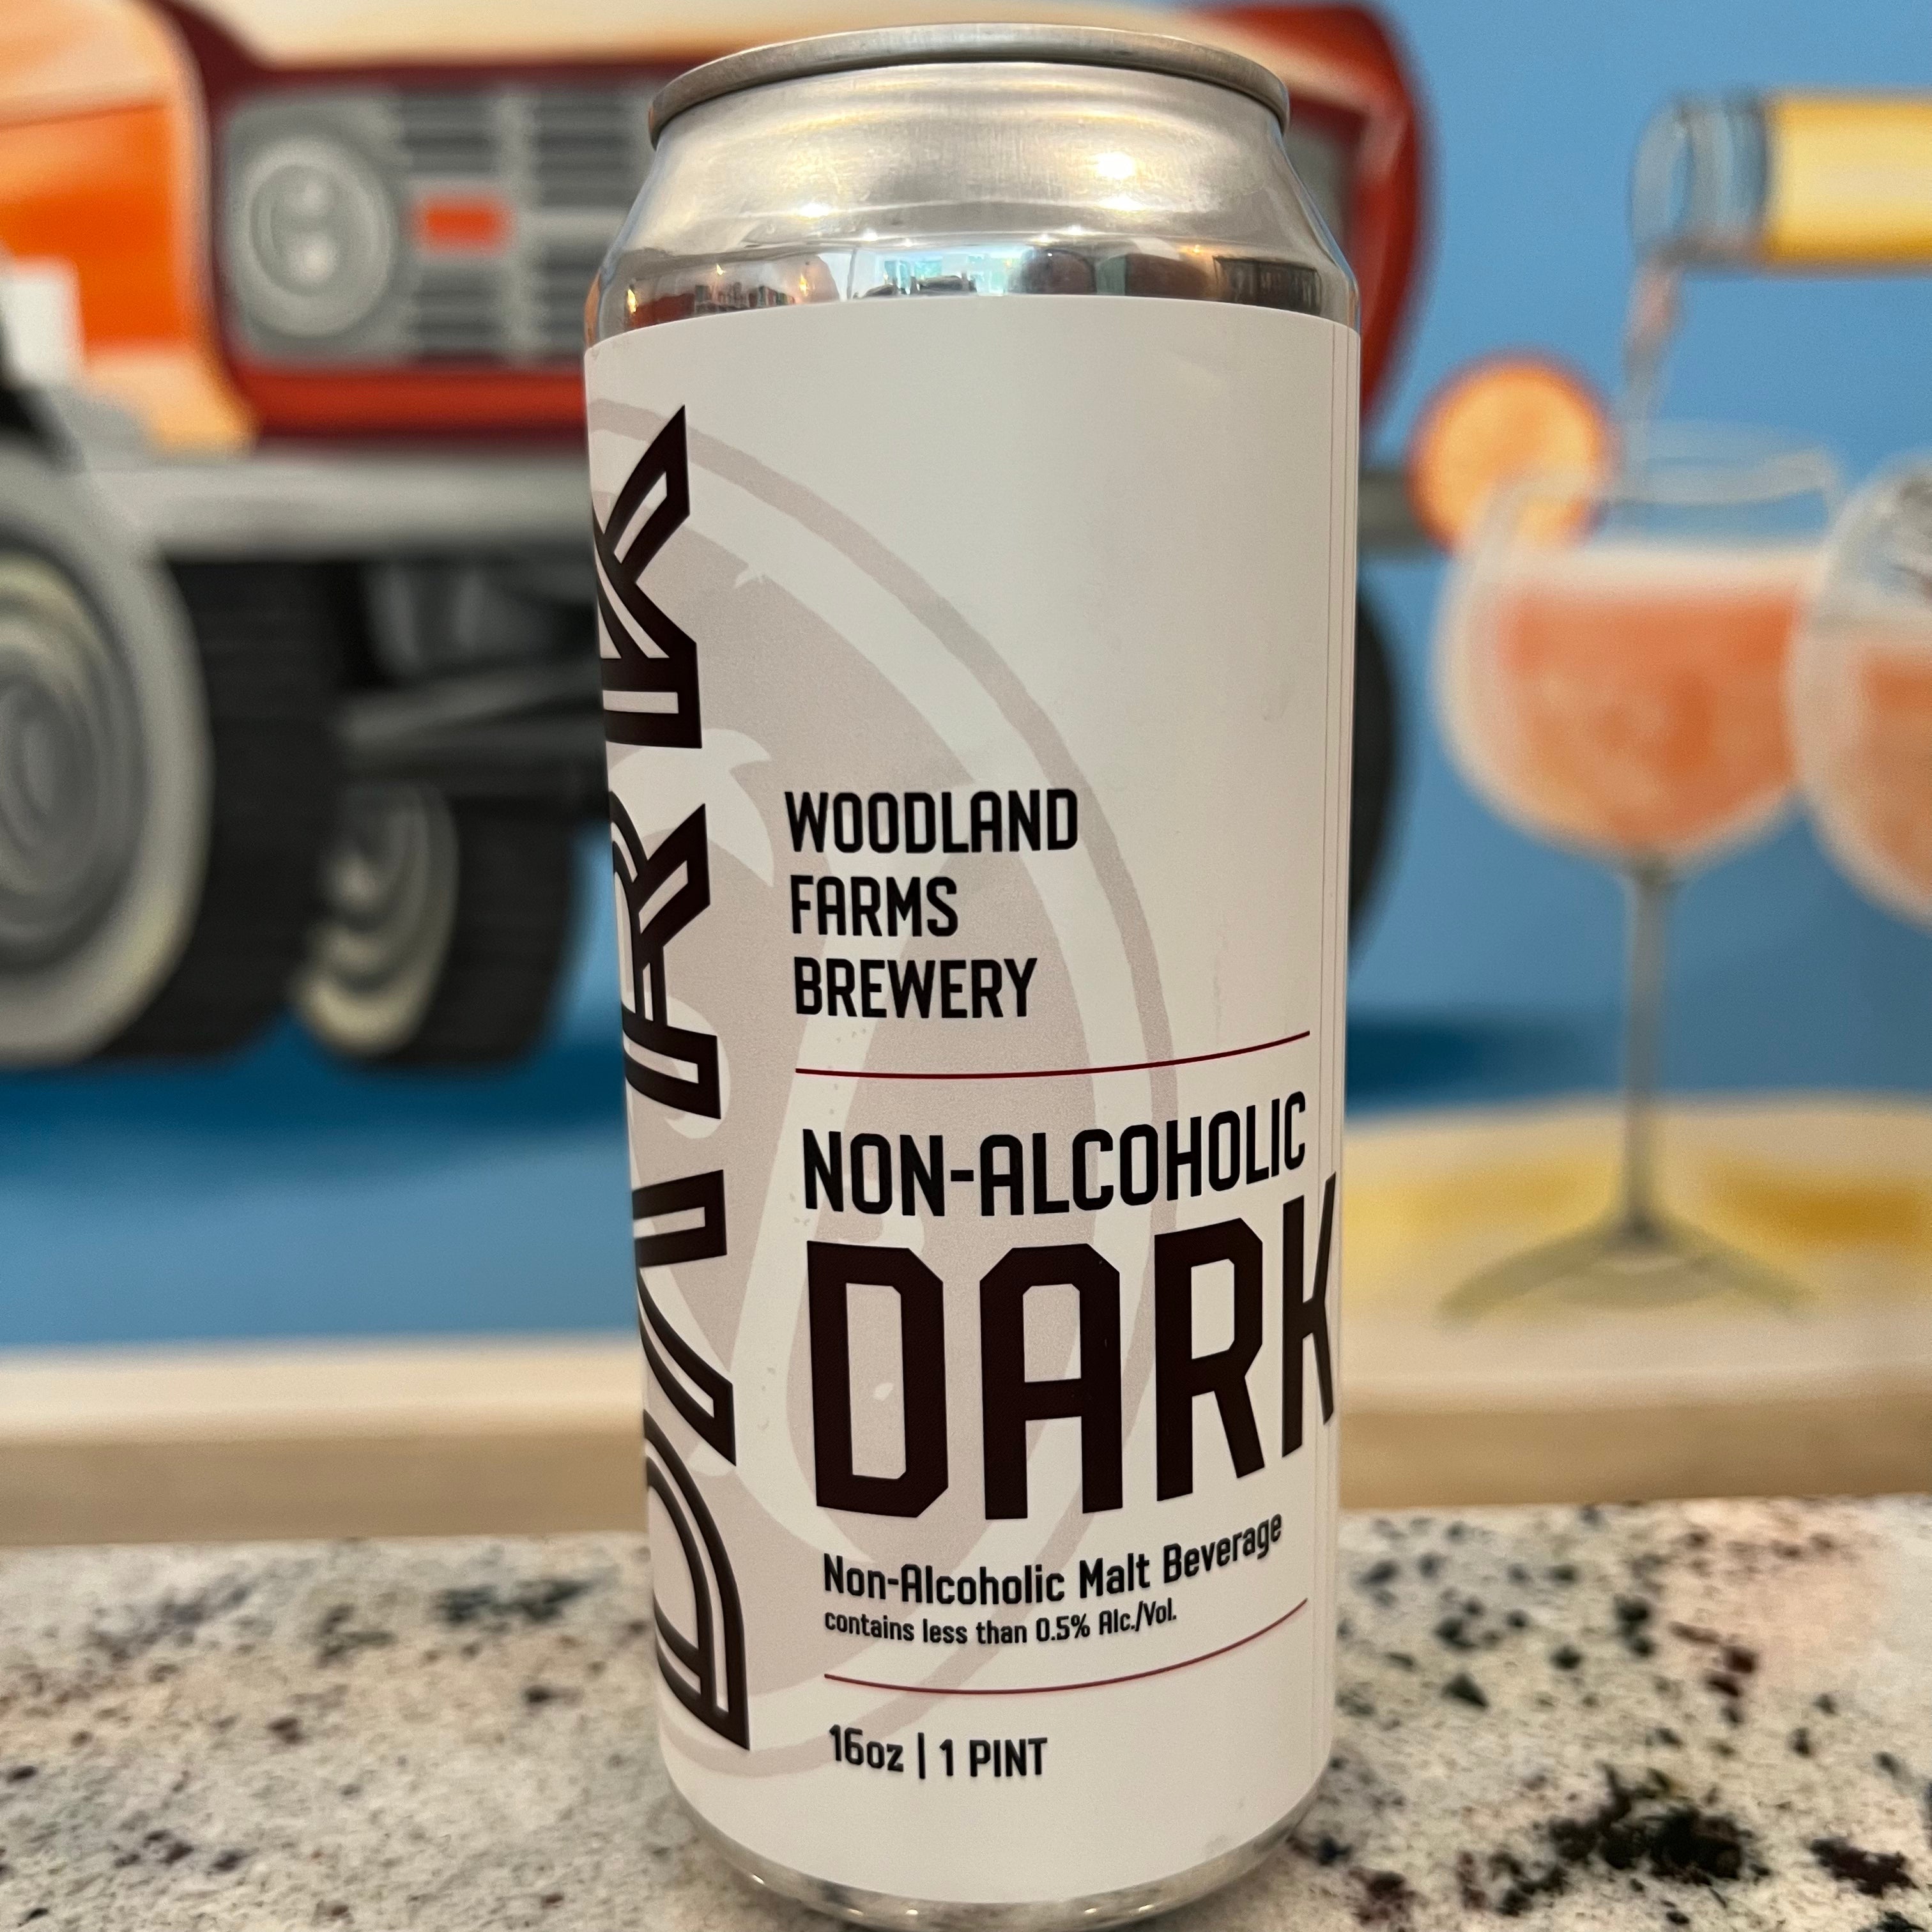 DARK
WOODLAND
FARMS
BREWERY
NON-ALCOHOLIC
DARK
Non-Alcoholic Malt Beverage
contains less than 0.5% Alc./Vol.
16oz | 1 PINT